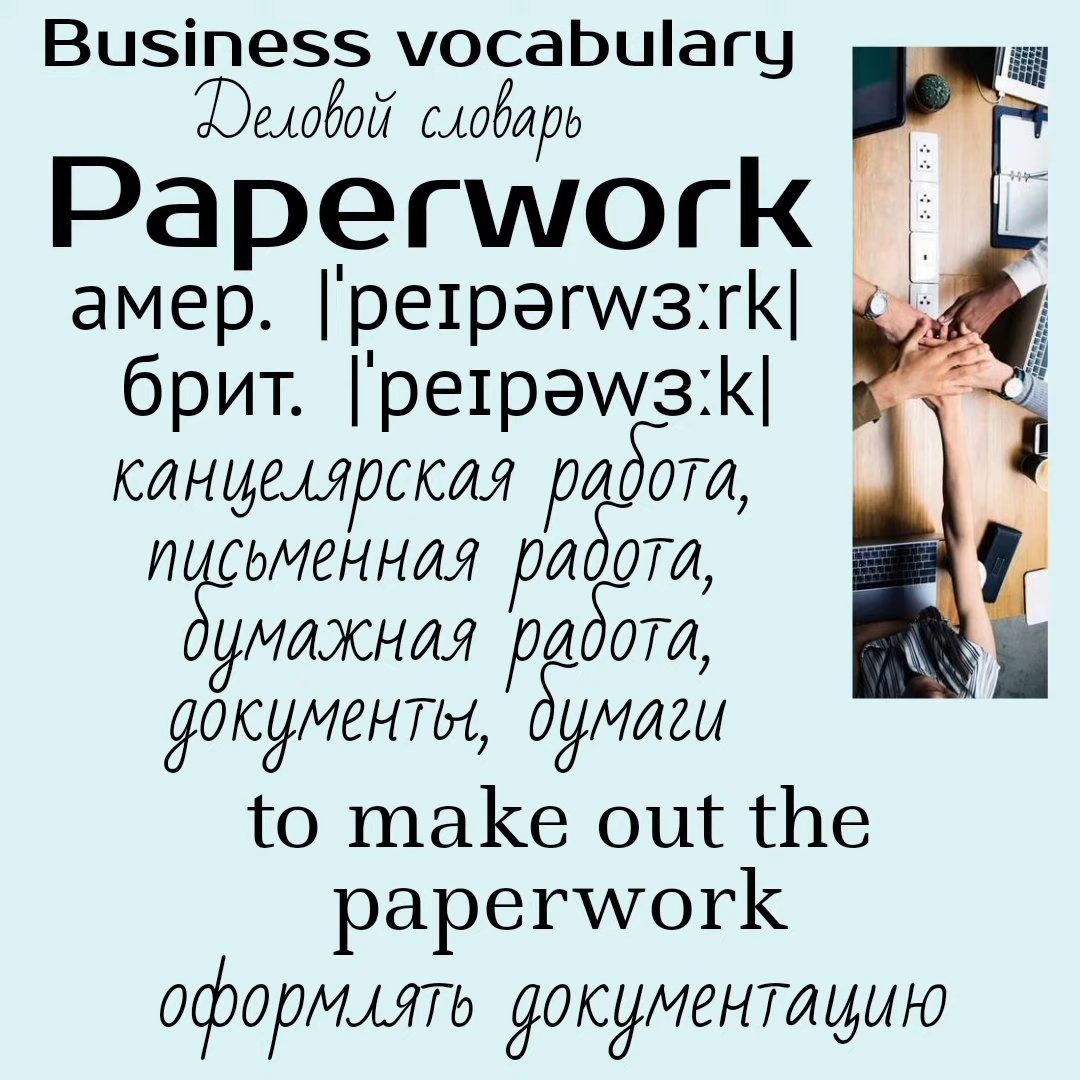 Business vocabulary
Деловой словарь
Paperwork
амер. |ˈpeɪpərwɜːrk|
брит. |ˈpeɪpəwɜːk|
канцелярская работа,
письменная работа,
бумажная работа,
документы, бумаги
to make out the
paperwork
оформлять документацию